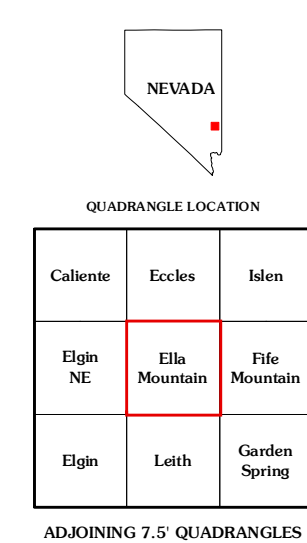 NEVADA
QUADRANGLE LOCATION
Caliente Eccles Islen
Elgin Ella Fife
NE Mountain Mountain
Elgin Leith Garden
Spring
ADJOINING 7.5' QUADRANGLES